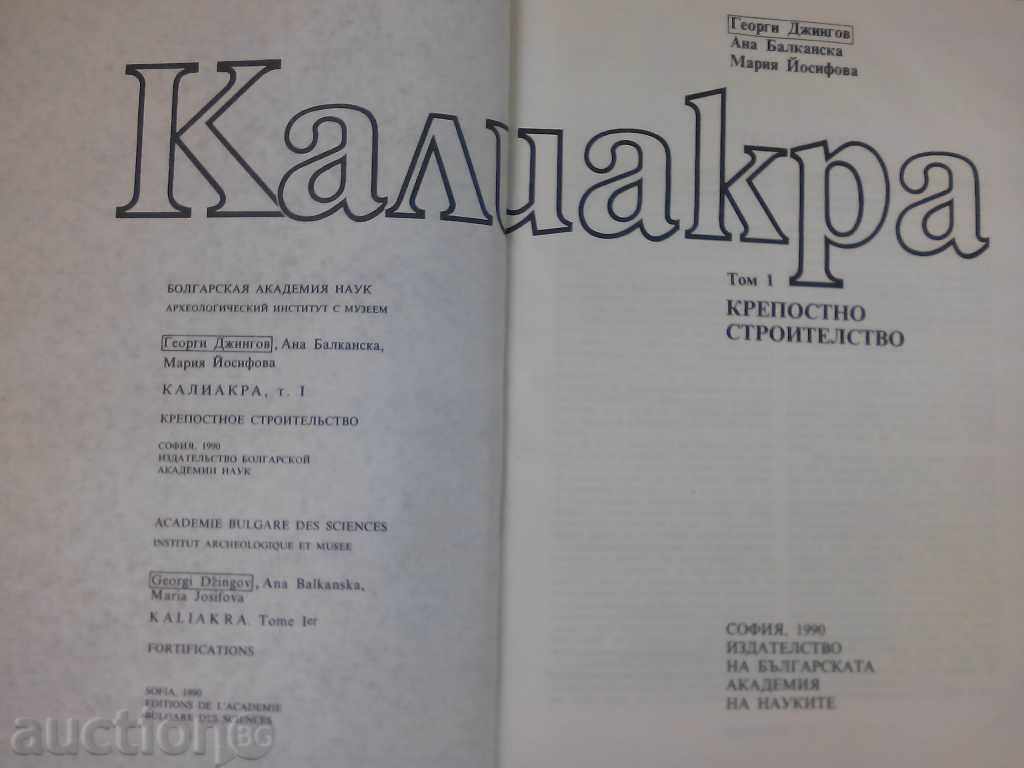 Калиакра
БОЛГАРСКАЯ АКАДЕМИЯ НАУК
АРХЕОЛОГИЧЕСКИЙ ИНСТИТУТ С МУЗЕЕМ
Георги Джингов, Ана Балканска,
Мария Йосифова
КАЛИАКРА, т. I
КРЕПОСТНОЕ СТРОИТЕЛЬСТВО
СОФИЯ, 1990
ИЗДАТЕЛЬСТВО БОЛГАРСКОЙ
АКАДЕМИИ НАУК
ACADEMIE BULGARE DES SCIENCES
INSTITUT ARCHEOLOGIQUE ET MUSEE
Georgi Džingov, Ana Balkanska,
Maria Josifova
KALIAKRA. Tome Ier
FORTIFICATIONS
SOFIA, 1990
EDITIONS DE L'ACADEMIE
BULGARE DES SCIENCES
Георги Джингов
Ана Балканска
Мария Йосифова
Том 1
КРЕПОСТНО
СТРОИТЕЛСТВО
СОФИЯ, 1990
ИЗДАТЕЛСТВО
НА БЪЛГАРСКАТА
АКАДЕМИЯ
НА НАУКИТЕ
auctionBG